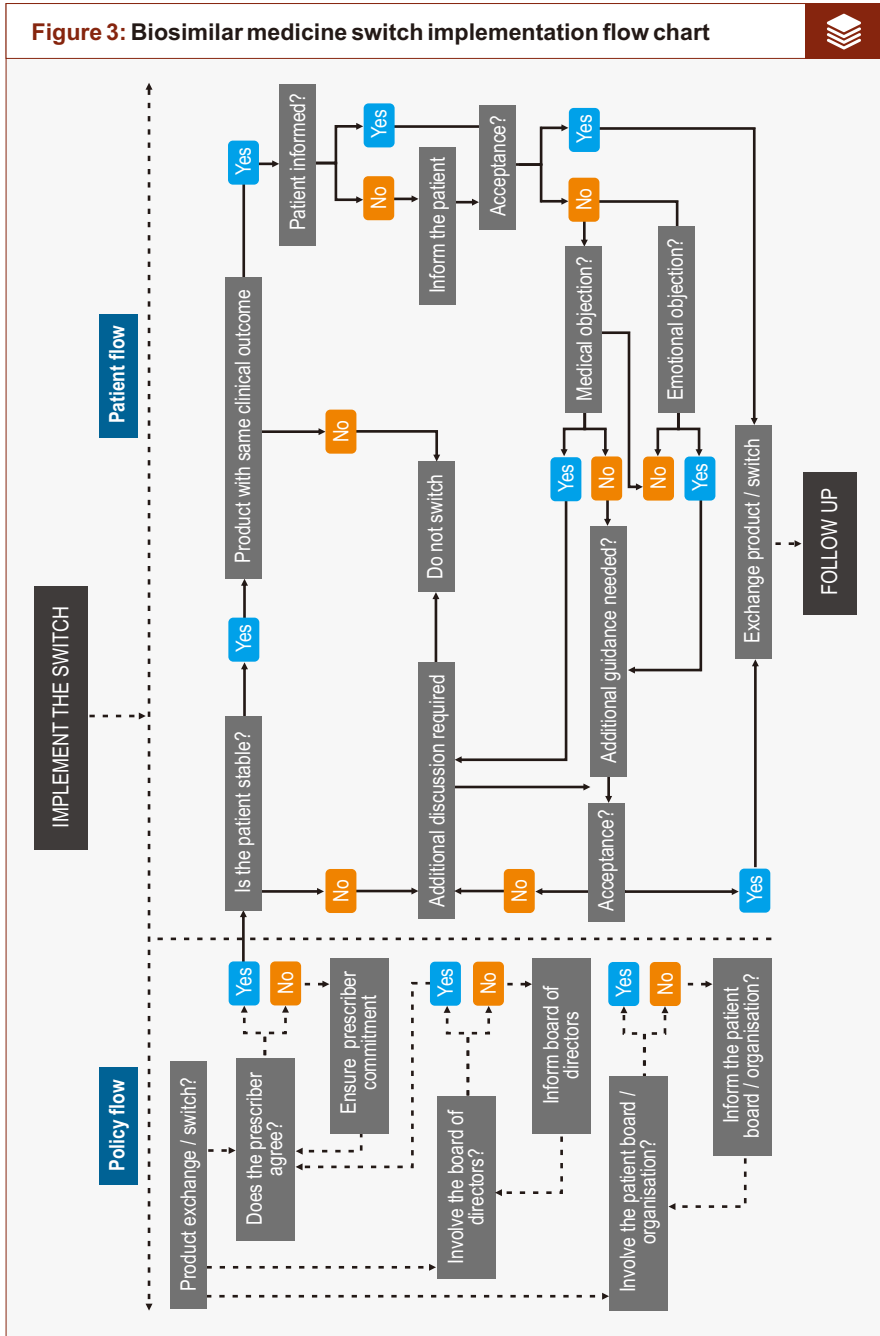 Figure 3: Biosimilar medicine switch implementation flow chart
IMPLEMENT THE SWITCH
Policy flow
Patient flow
Product exchange / switch?
Does the prescriber
agree?
Yes
No
Ensure prescriber
commitment
Involve the board of
directors?
Yes
No
Inform board of
directors
Involve the patient board /
organisation?
Yes
No
Inform the patient
board / organisation?
Is the patient stable?
Yes
No
Product with same clinical outcome
Yes
No
Patient informed?
Yes
No
Inform the patient
Acceptance?
Yes
No
Do not switch
Additional discussion required
Medical objection?
Yes
No
Emotional objection?
No
Yes
Additional guidance needed?
Acceptance?
No
Yes
Exchange product / switch
FOLLOW UP